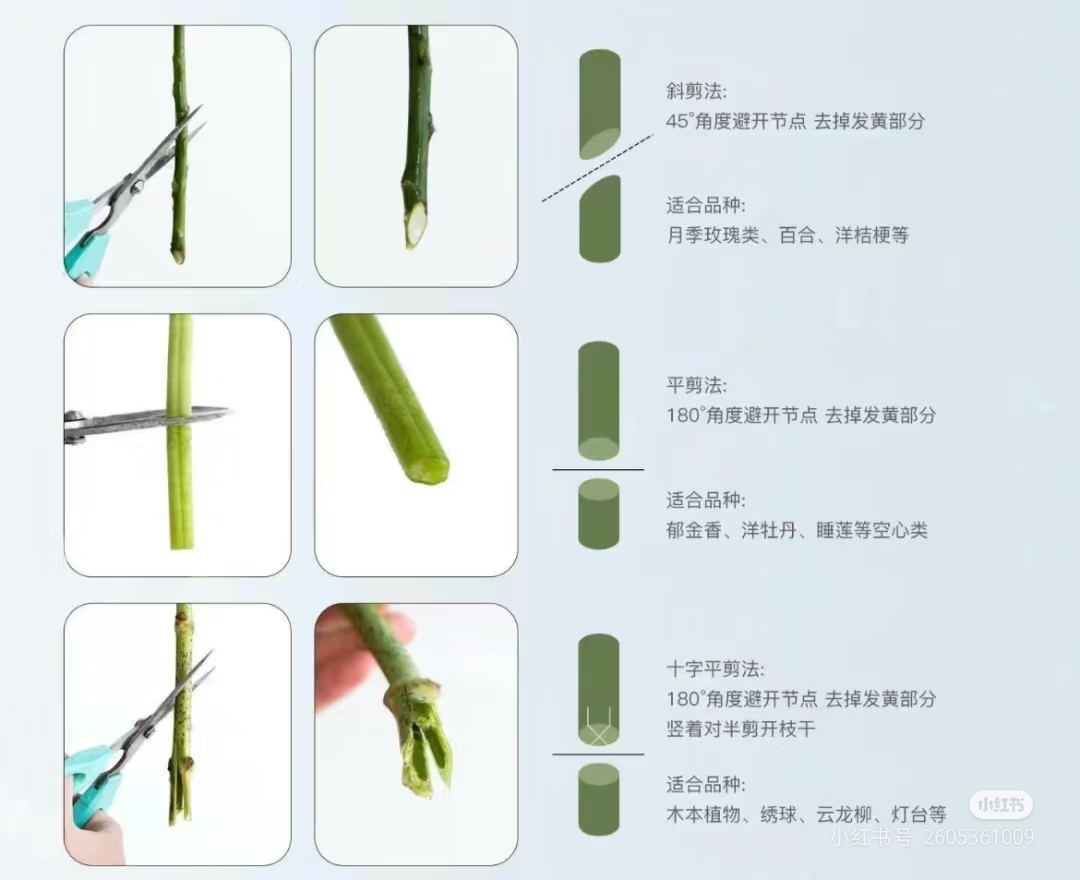 斜剪法:
45°角度避开节点 去掉发黄部分
适合品种:
月季玫瑰类、百合、洋桔梗等
平剪法:
180°角度避开节点 去掉发黄部分
适合品种:
郁金香、洋牡丹、睡莲等空心类
十字平剪法:
180°角度避开节点 去掉发黄部分
竖着对半剪开枝干
适合品种:
木本植物、绣球、云龙柳、灯台等
小红书
小红书号: 2605361009